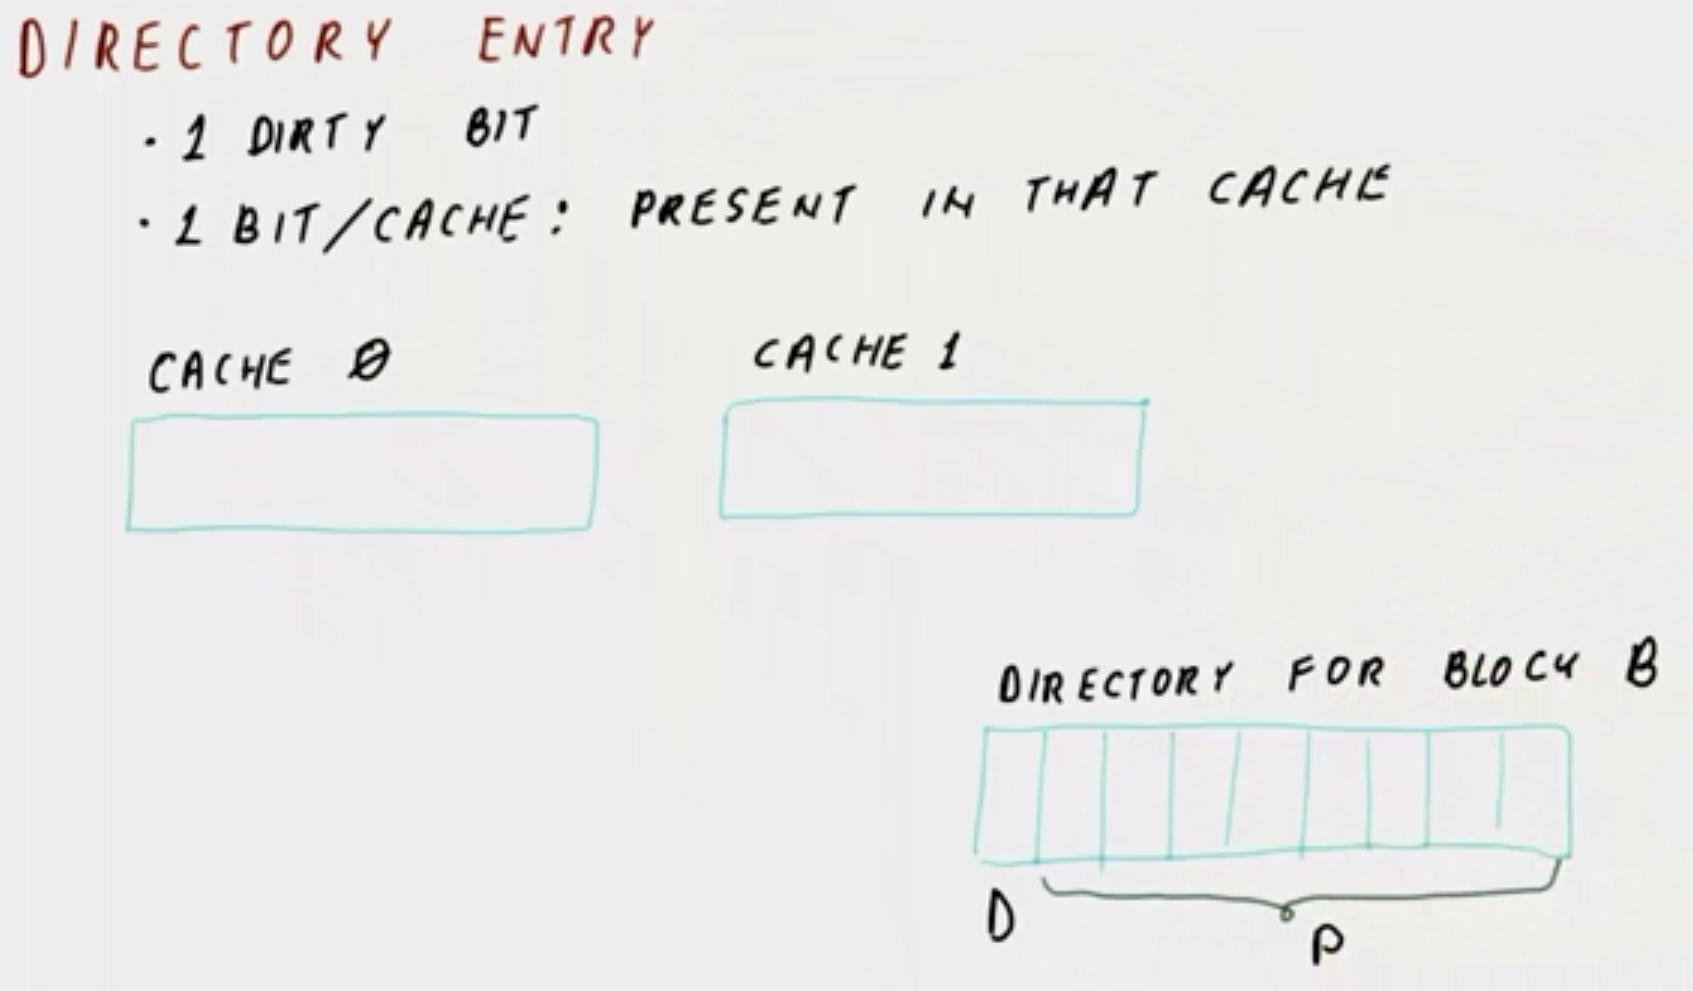 DIRECTORY ENTRY
· 1 DIRTY BIT
· 1 BIT/CACHE: PRESENT IN THAT CACHE
CACHE 0
CACHE 1
DIRECTORY FOR BLOCK B
D
P